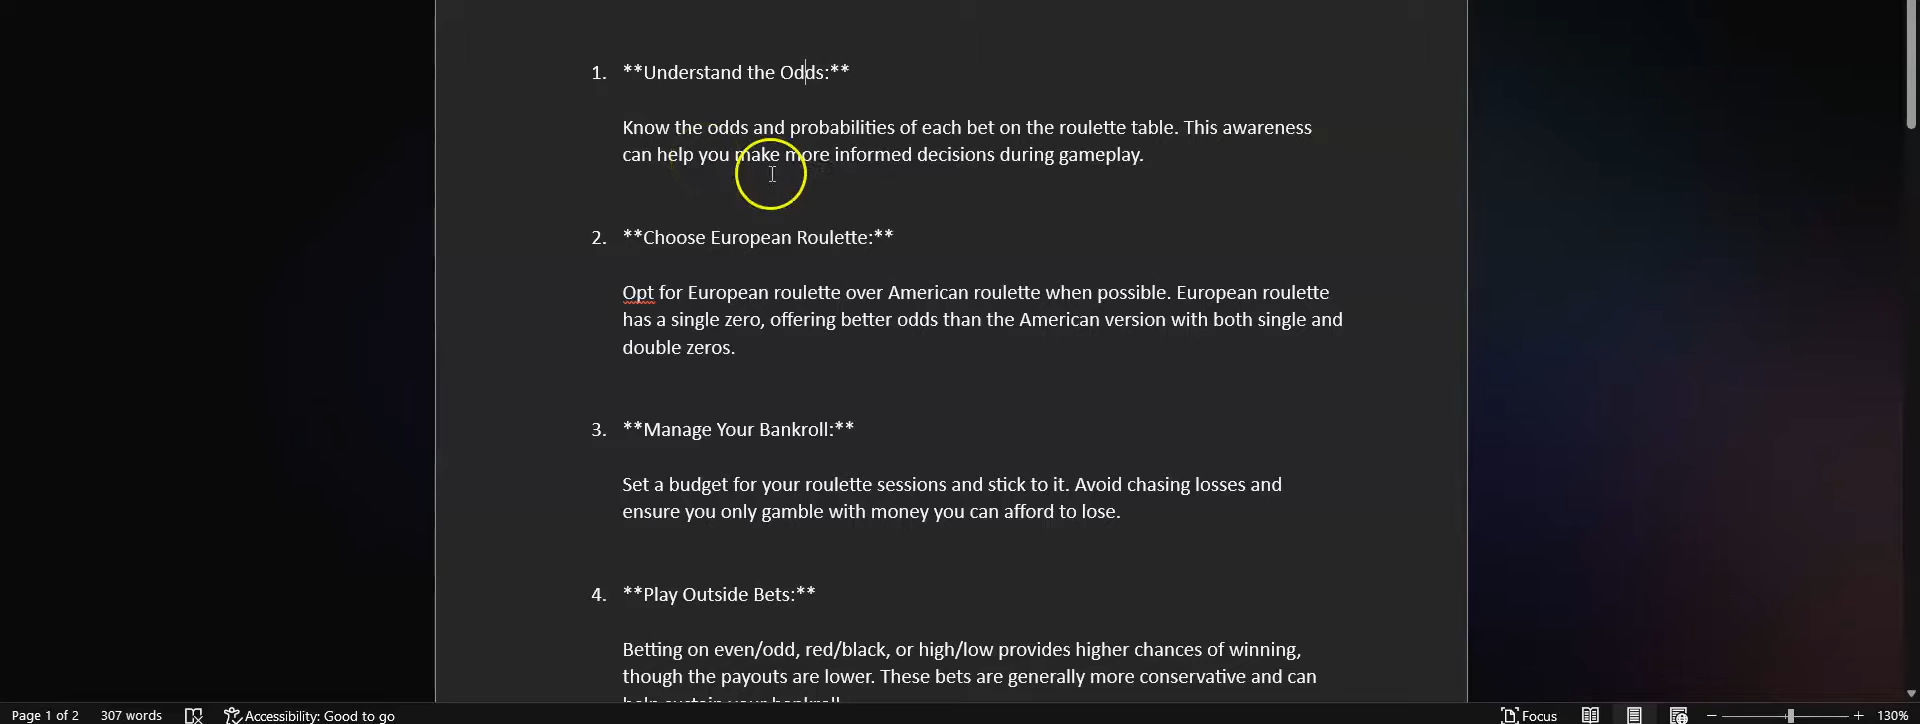 1. **Understand the Odds:**
Know the odds and probabilities of each bet on the roulette table. This awareness
can help you make more informed decisions during gameplay.
2. **Choose European Roulette:**
Opt for European roulette over American roulette when possible. European roulette
has a single zero, offering better odds than the American version with both single and
double zeros.
3. **Manage Your Bankroll:**
Set a budget for your roulette sessions and stick to it. Avoid chasing losses and
ensure you only gamble with money you can afford to lose.
4. **Play Outside Bets:**
Betting on even/odd, red/black, or high/low provides higher chances of winning,
though the payouts are lower. These bets are generally more conservative and can
help sustain your bankroll.
Page 1 of 2 307 words Accessibility: Good to go Focus 130%